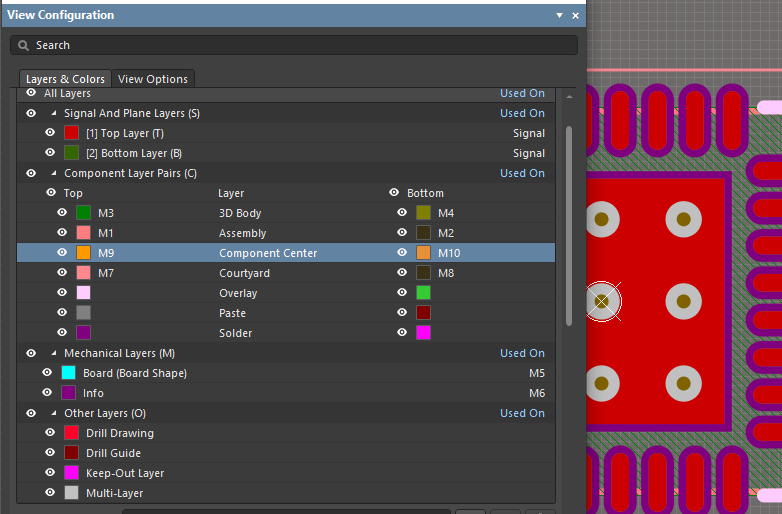 View Configuration
Search
Layers & Colors View Options
All Layers Used On
Signal And Plane Layers (S) Used On
[1] Top Layer (T) Signal
[2] Bottom Layer (B) Signal
Component Layer Pairs (C) Used On
Top Layer Bottom
M3 3D Body M4
M1 Assembly M2
M9 Component Center M10
M7 Courtyard M8
Overlay
Paste
Solder
Mechanical Layers (M) Used On
Board (Board Shape) M5
Info M6
Other Layers (O) Used On
Drill Drawing
Drill Guide
Keep-Out Layer
Multi-Layer